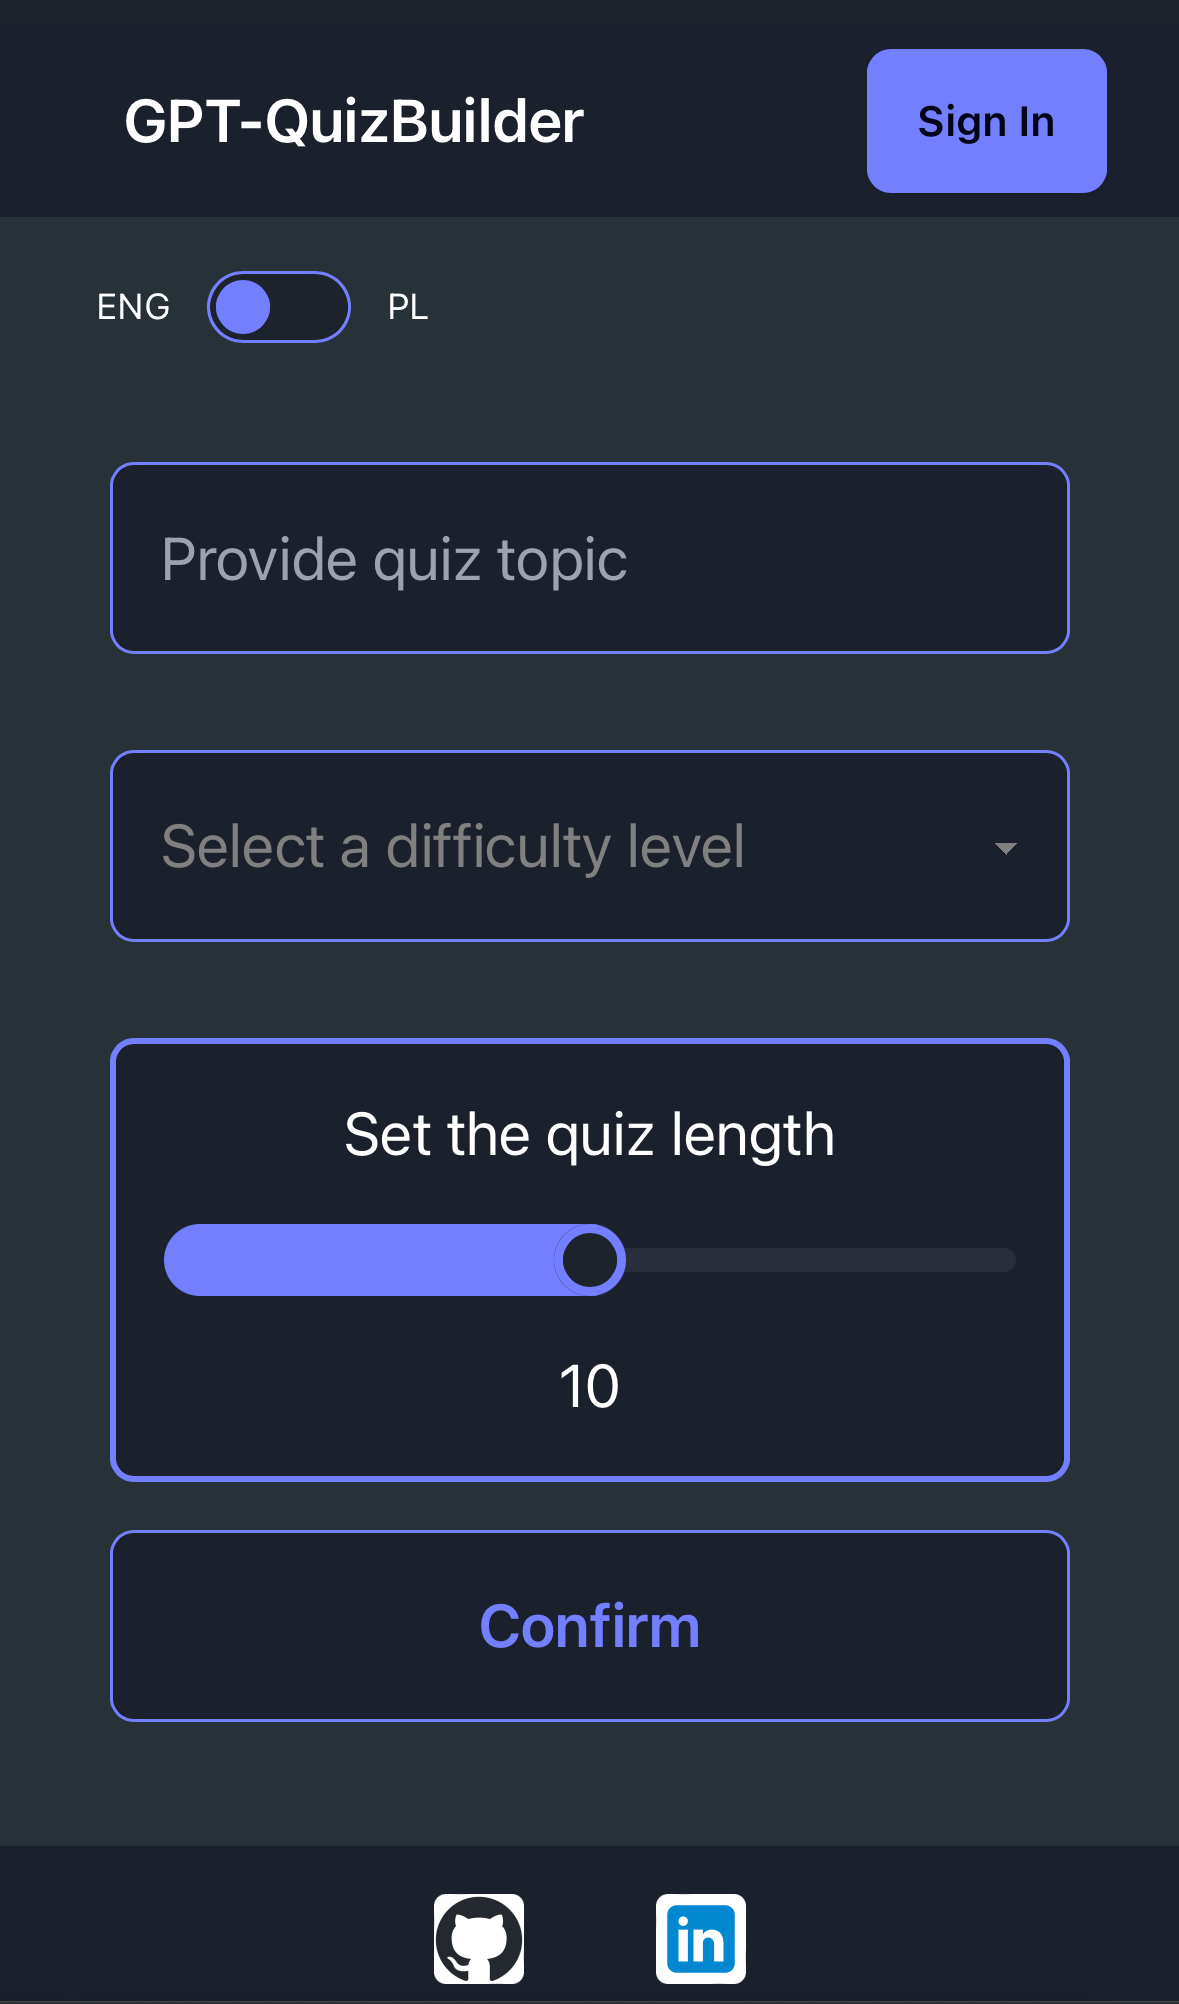 GPT-QuizBuilder
Sign In
ENG
PL
Provide quiz topic
Select a difficulty level
Set the quiz length
10
Confirm
in